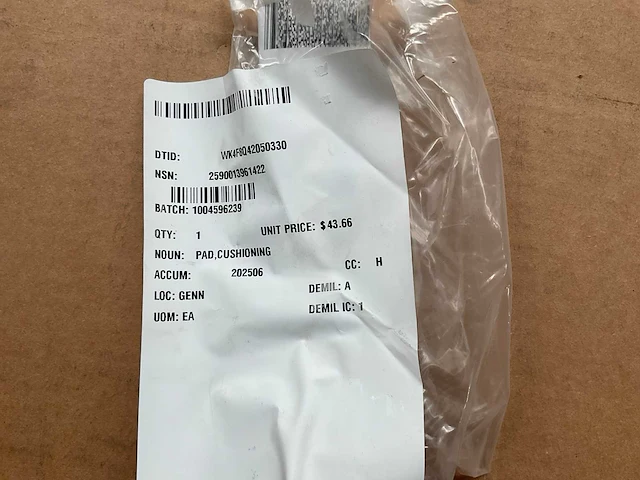 DTID: WK4F8Q42050330
NSN: 2590013961422
BATCH: 1004596239
QTY: 1 UNIT PRICE: $43.66
NOUN: PAD,CUSHIONING
ACCUM: 202506 CC: H
LOC: GENN DEMIL: A
UOM: EA DEMIL IC: 1